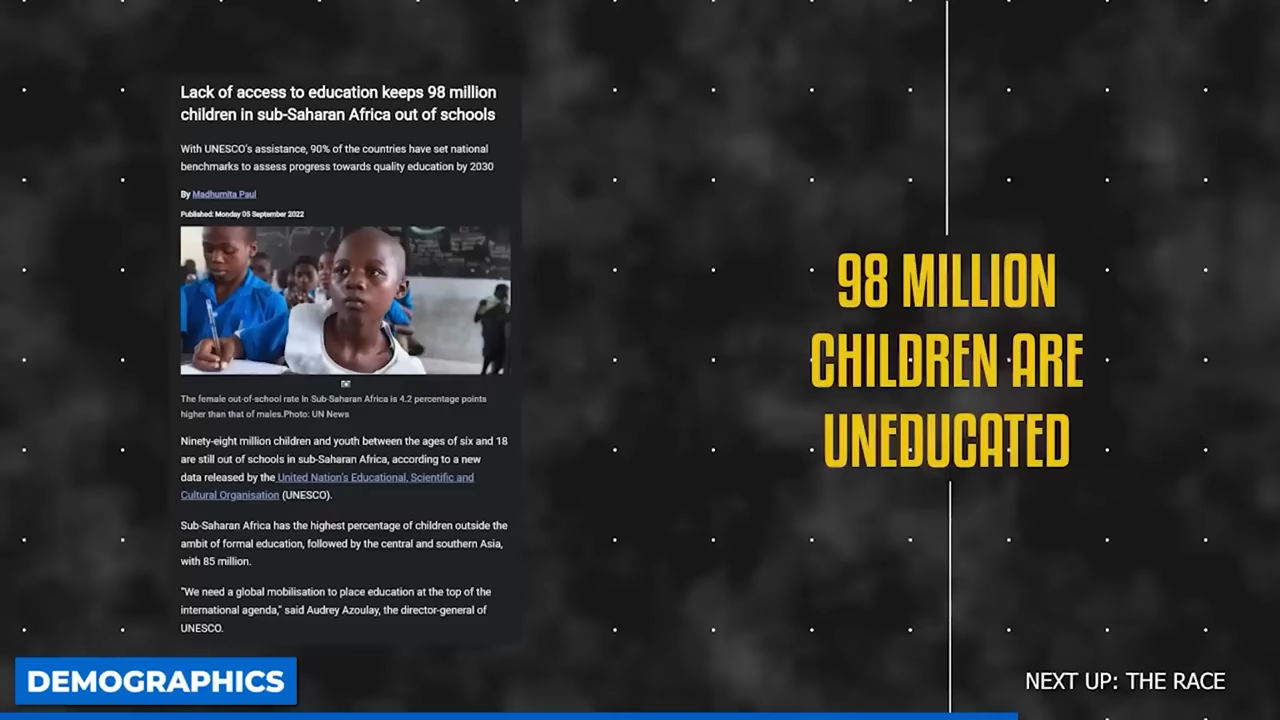 Lack of access to education keeps 98 million
children in sub-Saharan Africa out of schools
With UNESCO's assistance, 90% of the countries have set national
benchmarks to assess progress towards quality education by 2030
By Madhumita Paul
Published: Monday 05 September 2022
The female out-of-school rate in Sub-Saharan Africa is 4.2 percentage points
higher than that of males.Photo: UN News
Ninety-eight million children and youth between the ages of six and 18
are still out of schools in sub-Saharan Africa, according to a new
data released by the United Nation's Educational, Scientific and
Cultural Organisation (UNESCO).
Sub-Saharan Africa has the highest percentage of children outside the
ambit of formal education, followed by the central and southern Asia,
with 85 million.
"We need a global mobilisation to place education at the top of the
international agenda," said Audrey Azoulay, the director-general of
UNESCO.
98 MILLION
CHILDREN ARE
UNEDUCATED
DEMOGRAPHICS
NEXT UP: THE RACE